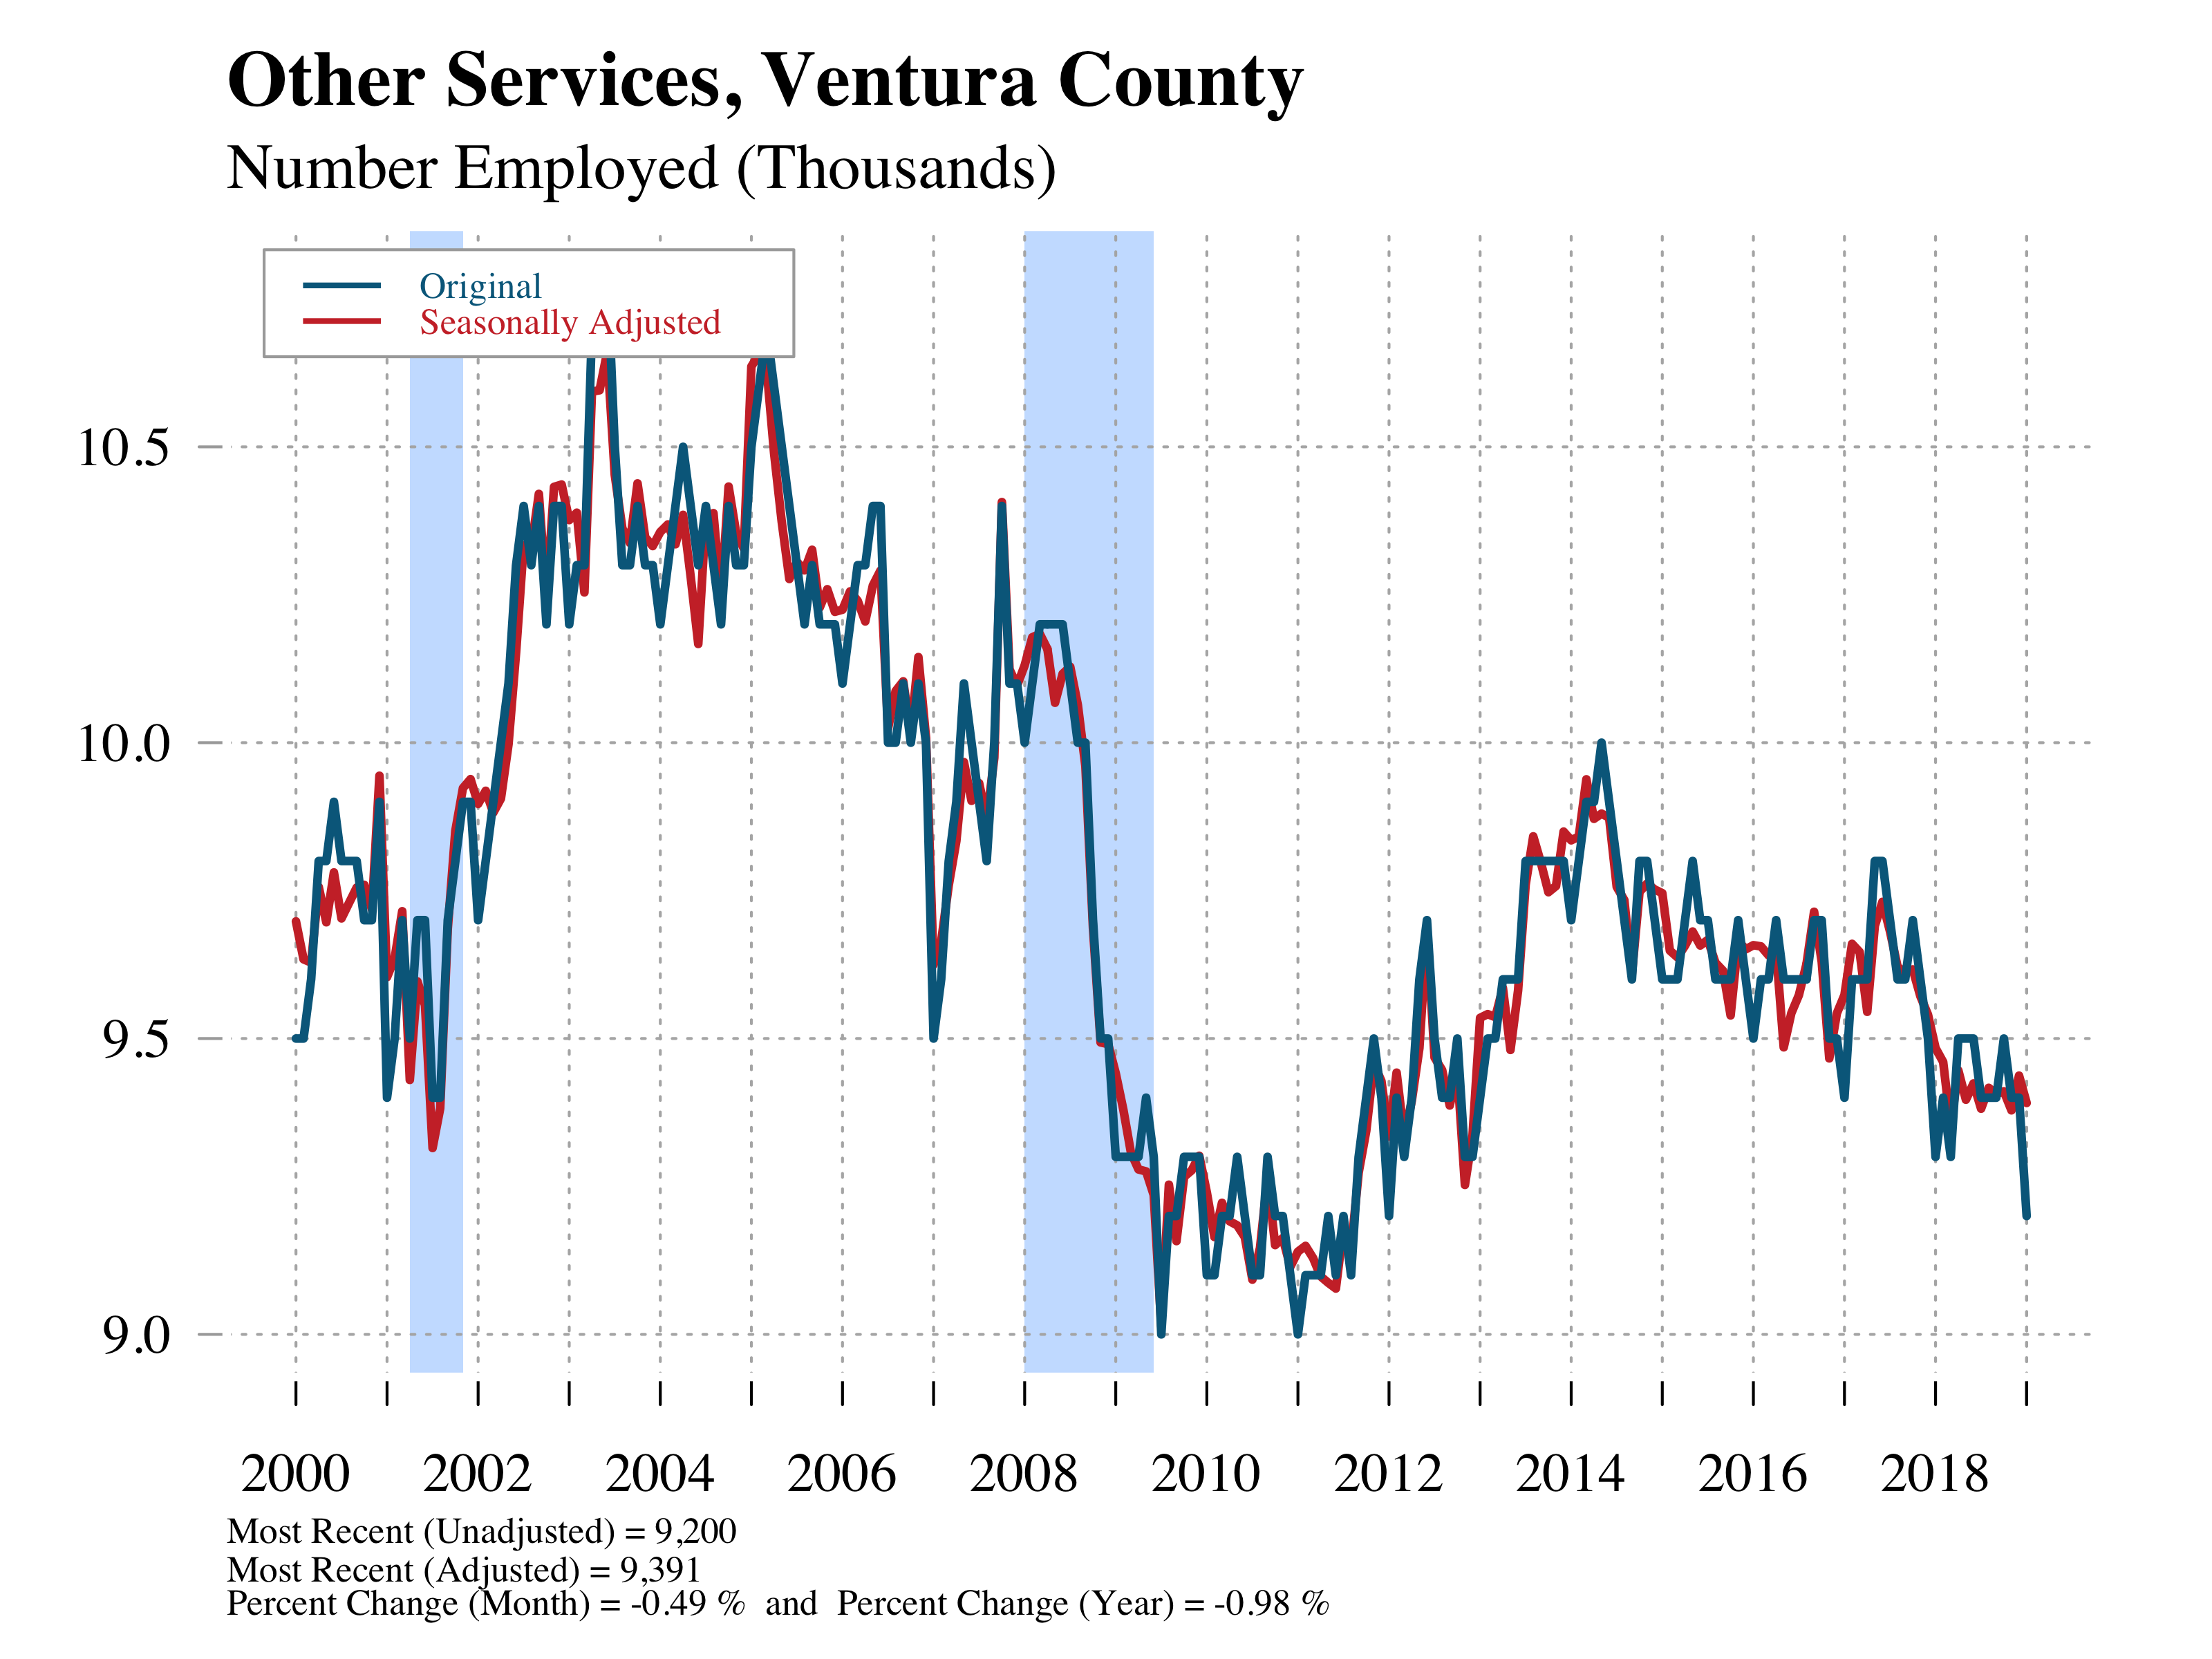 Other Services, Ventura County
Number Employed (Thousands)
Original
Seasonally Adjusted
10.5
10.0
9.5
9.0
2000 2002 2004 2006 2008 2010 2012 2014 2016 2018
Most Recent (Unadjusted) = 9,200
Most Recent (Adjusted) = 9,391
Percent Change (Month) = -0.49 % and Percent Change (Year) = -0.98 %